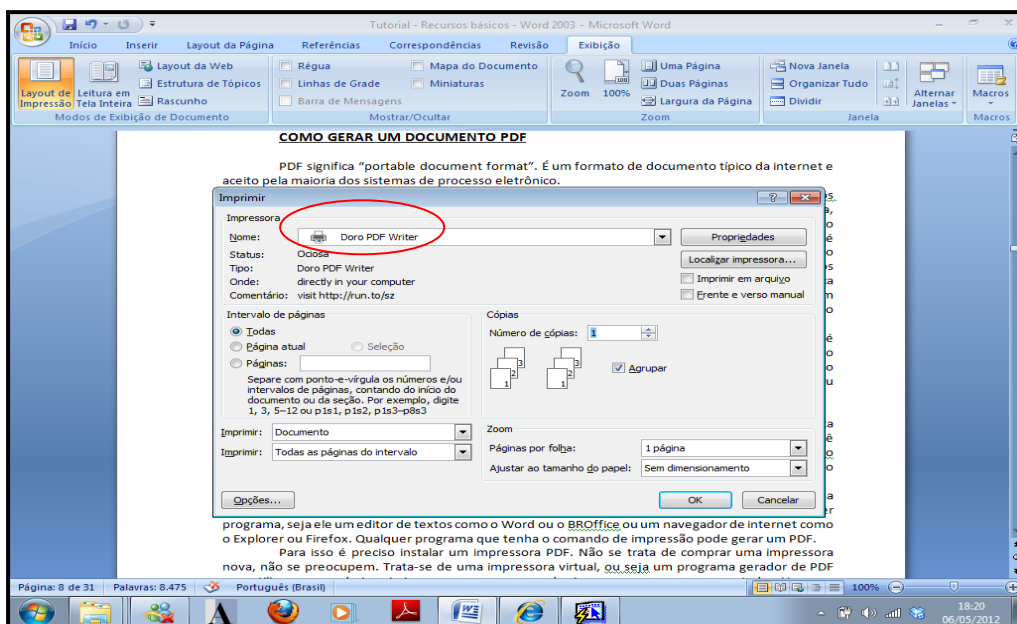 Tutorial - Recursos básicos - Word 2003 - Microsoft Word
Início Inserir Layout da Página Referências Correspondências Revisão Exibição
Layout de Impressão
Leitura em Tela Inteira
Layout da Web
Estrutura de Tópicos
Rascunho
Modos de Exibição de Documento
Régua
Linhas de Grade
Barra de Mensagens
Mapa do Documento
Miniaturas
Mostrar/Ocultar
Zoom
100%
Uma Página
Duas Páginas
Largura da Página
Zoom
Nova Janela
Organizar Tudo
Dividir
Alternar Janelas
Janela
Macros
Macros
COMO GERAR UM DOCUMENTO PDF
PDF significa “portable document format”. É um formato de documento típico da internet e
aceito pela maioria dos sistemas de processo eletrônico.
Imprimir
Impressora
Nome: Doro PDF Writer Propriedades
Status: Ociosa Localizar impressora...
Tipo: Doro PDF Writer
Onde: directly in your computer Imprimir em arquivo
Comentário: visit http://run.to/sz Frente e verso manual
Intervalo de páginas
Todas
Página atual Seleção
Páginas:
Separe com ponto-e-vírgula os números e/ou
intervalos de páginas, contando do início do
documento ou da seção. Por exemplo, digite
1, 3, 5–12 ou p1s1, p1s2, p1s3–p8s3
Cópias
Número de cópias: 1
1 2 3 1 2 3
Agrupar
Imprimir: Documento
Imprimir: Todas as páginas do intervalo
Zoom
Páginas por folha: 1 página
Ajustar ao tamanho do papel: Sem dimensionamento
Opções... OK Cancelar
programa, seja ele um editor de textos como o Word ou o BROffice ou um navegador de internet como
o Explorer ou Firefox. Qualquer programa que tenha o comando de impressão pode gerar um PDF.
Para isso é preciso instalar um impressora PDF. Não se trata de comprar uma impressora
nova, não se preocupem. Trata-se de uma impressora virtual, ou seja um programa gerador de PDF
Página: 8 de 31 Palavras: 8.475 Português (Brasil) 100%
18:20
06/05/2012